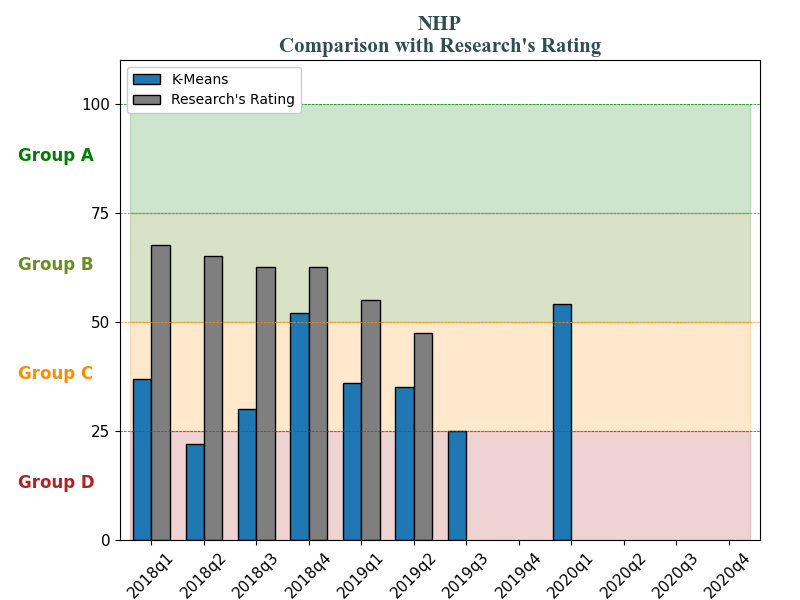 NHP
Comparison with Research's Rating
K-Means
Research's Rating
100
Group A
75
Group B
50
Group C
25
Group D
0
2018q1
2018q2
2018q3
2018q4
2019q1
2019q2
2019q3
2019q4
2020q1
2020q2
2020q3
2020q4